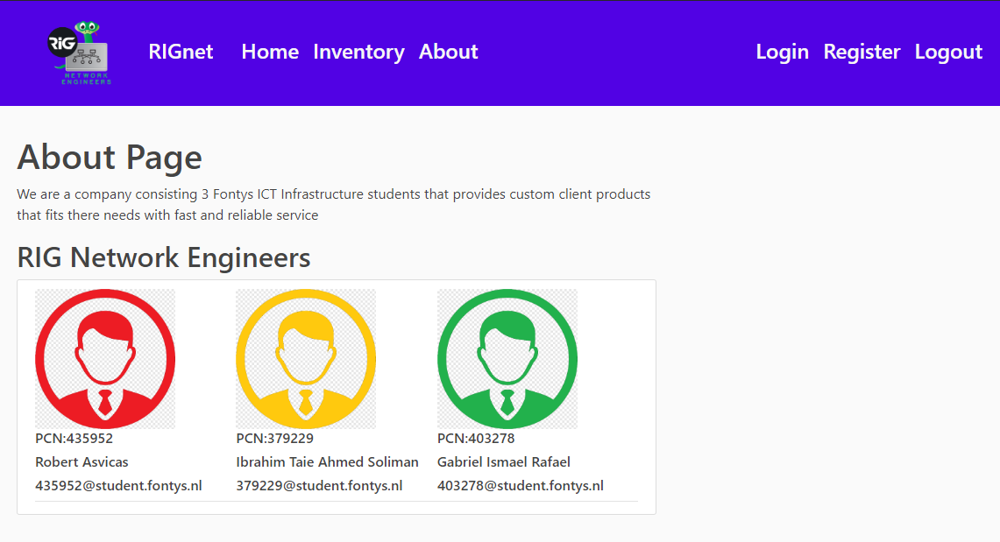 RiG
NETWORK
ENGINEERS
RIGnet Home Inventory About Login Register Logout
About Page
We are a company consisting 3 Fontys ICT Infrastructure students that provides custom client products
that fits there needs with fast and reliable service
RIG Network Engineers
PCN:435952 PCN:379229 PCN:403278
Robert Asvicas Ibrahim Taie Ahmed Soliman Gabriel Ismael Rafael
435952@student.fontys.nl 379229@student.fontys.nl 403278@student.fontys.nl